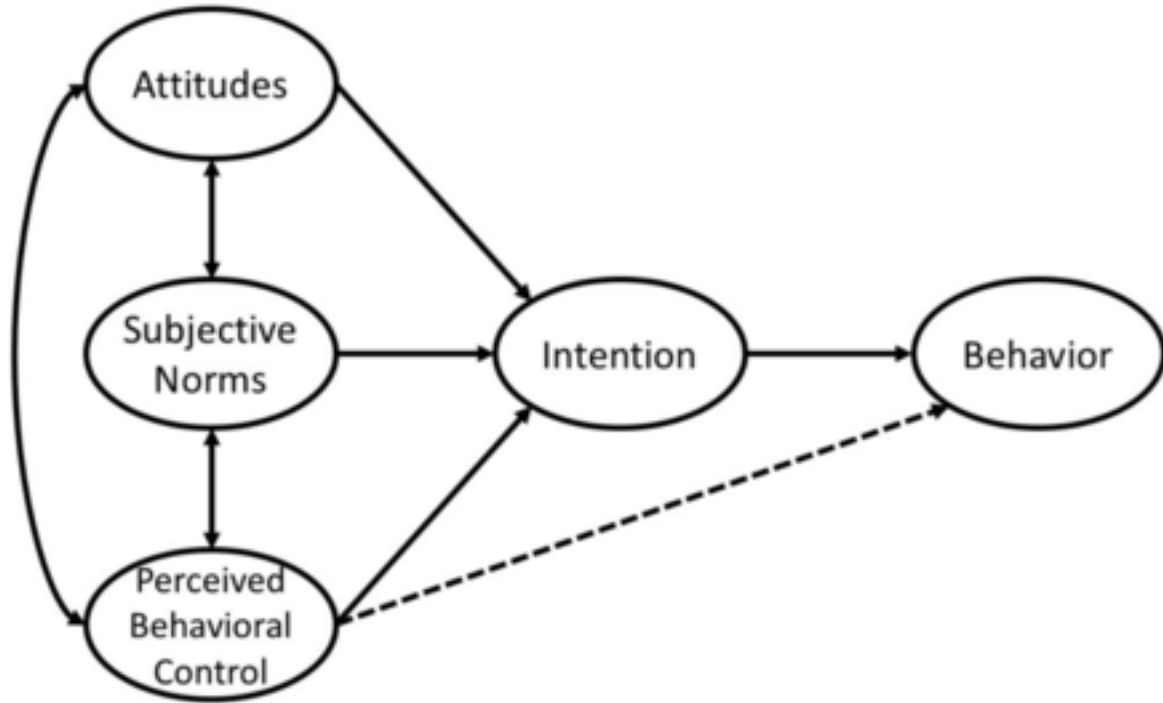 Attitudes
Subjective
Norms
Intention
Behavior
Perceived
Behavioral
Control